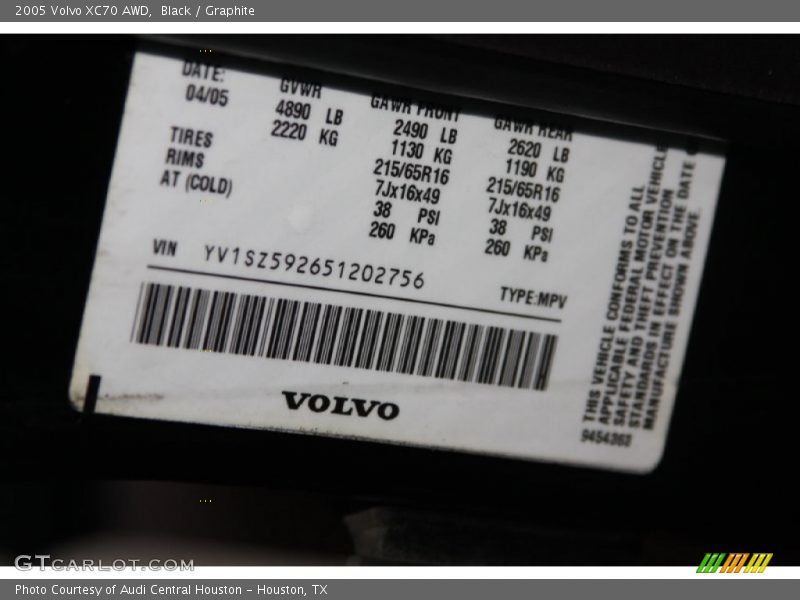 2005 Volvo XC70 AWD, Black / Graphite
DATE: GVWR GAWR FRONT GAWR REAR
04/05 4890 LB 2490 LB 2620 LB
2220 KG 1130 KG 1190 KG
TIRES 215/65R16 215/65R16
RIMS 7Jx16x49 7Jx16x49
AT (COLD) 38 PSI 38 PSI
260 KPa 260 KPa
VIN YV1SZ592651202756
TYPE:MPV
VOLVO
THIS VEHICLE CONFORMS TO ALL
APPLICABLE FEDERAL MOTOR VEHICLE
SAFETY AND THEFT PREVENTION
STANDARDS IN EFFECT ON THE DATE O
MANUFACTURE SHOWN ABOVE.
9454363
GTCARLOT.COM
Photo Courtesy of Audi Central Houston - Houston, TX